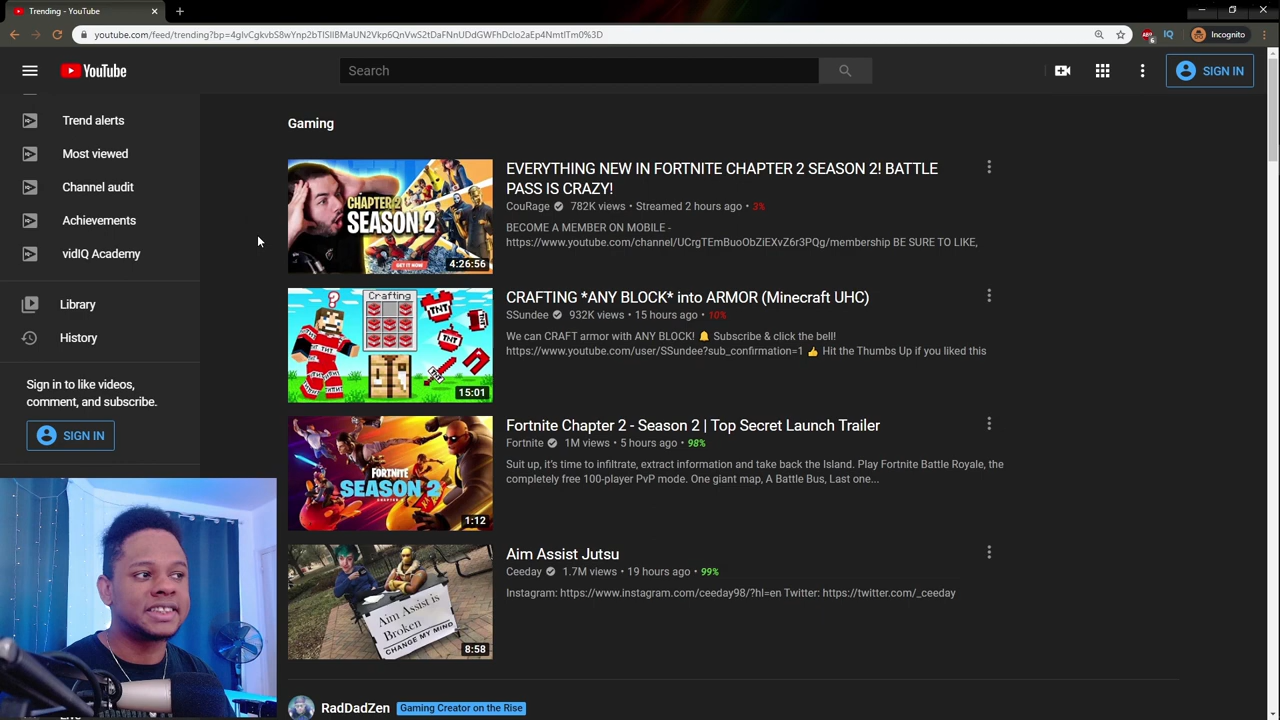 Trending - YouTube
youtube.com/feed/trending?bp=4gIvCgkvbS8wYnp2bTISIlBMaUN2Vkp6QnVwS2tDaFNnUDdGWFhDclo2aEp4NmtlTm0%3D
Incognito
YouTube
Search
SIGN IN
Trend alerts
Most viewed
Channel audit
Achievements
vidIQ Academy
Library
History
Sign in to like videos,
comment, and subscribe.
SIGN IN
Gaming
CHAPTER 2
SEASON 2
GET IT NOW
4:26:56
EVERYTHING NEW IN FORTNITE CHAPTER 2 SEASON 2! BATTLE
PASS IS CRAZY!
CouRage 782K views • Streamed 2 hours ago • 3%
BECOME A MEMBER ON MOBILE -
https://www.youtube.com/channel/UCrgTEmBuoObZiEXvZ6r3PQg/membership BE SURE TO LIKE,
Crafting
TNT
15:01
CRAFTING *ANY BLOCK* into ARMOR (Minecraft UHC)
SSundee 932K views • 15 hours ago • 10%
We can CRAFT armor with ANY BLOCK! 🔔 Subscribe & click the bell!
https://www.youtube.com/user/SSundee?sub_confirmation=1 👍 Hit the Thumbs Up if you liked this
FORTNITE
SEASON 2
1:12
Fortnite Chapter 2 - Season 2 | Top Secret Launch Trailer
Fortnite 1M views • 5 hours ago • 98%
Suit up, it's time to infiltrate, extract information and take back the Island. Play Fortnite Battle Royale, the
completely free 100-player PvP mode. One giant map, A Battle Bus, Last one...
Aim Assist is
Broken
CHANGE MY MIND
8:58
Aim Assist Jutsu
Ceeday 1.7M views • 19 hours ago • 99%
Instagram: https://www.instagram.com/ceeday98/?hl=en Twitter: https://twitter.com/_ceeday
RadDadZen Gaming Creator on the Rise
Live